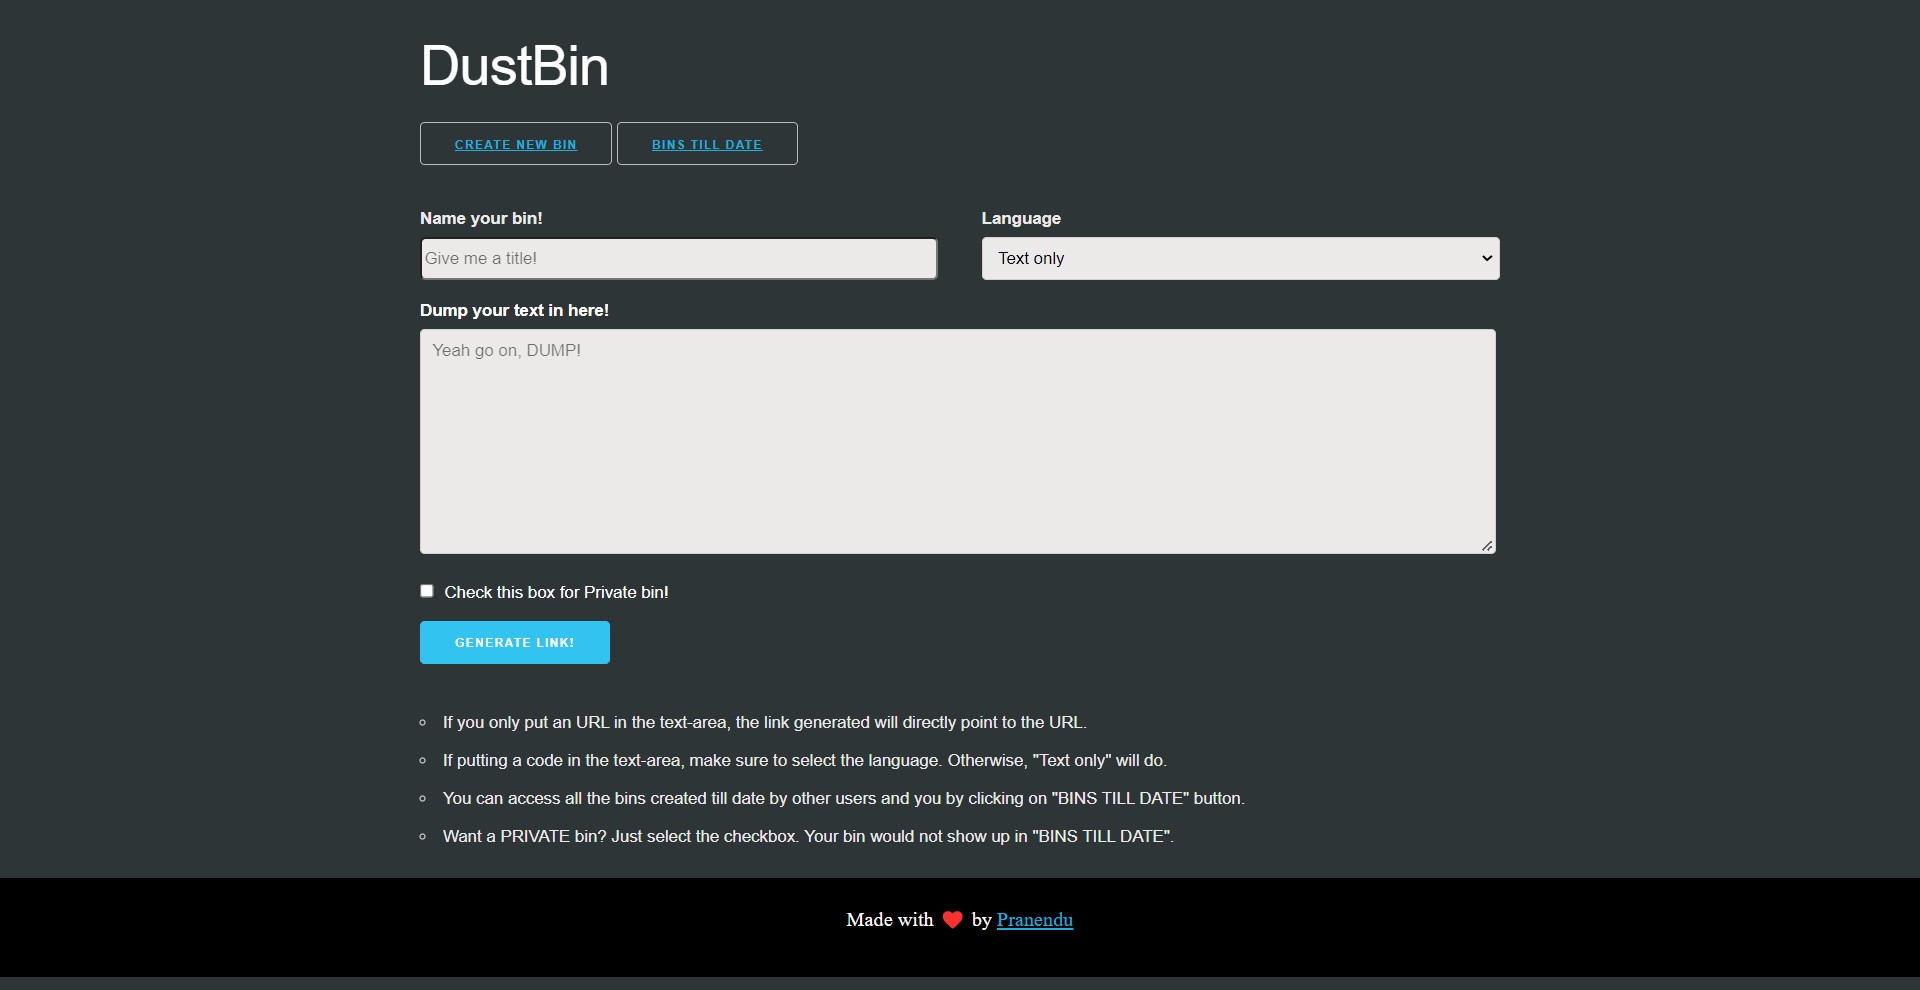 DustBin
CREATE NEW BIN BINS TILL DATE
Name your bin! Language
Give me a title! Text only
Dump your text in here!
Yeah go on, DUMP!
Check this box for Private bin!
GENERATE LINK!
If you only put an URL in the text-area, the link generated will directly point to the URL.
If putting a code in the text-area, make sure to select the language. Otherwise, "Text only" will do.
You can access all the bins created till date by other users and you by clicking on "BINS TILL DATE" button.
Want a PRIVATE bin? Just select the checkbox. Your bin would not show up in "BINS TILL DATE".
Made with ❤ by Pranendu